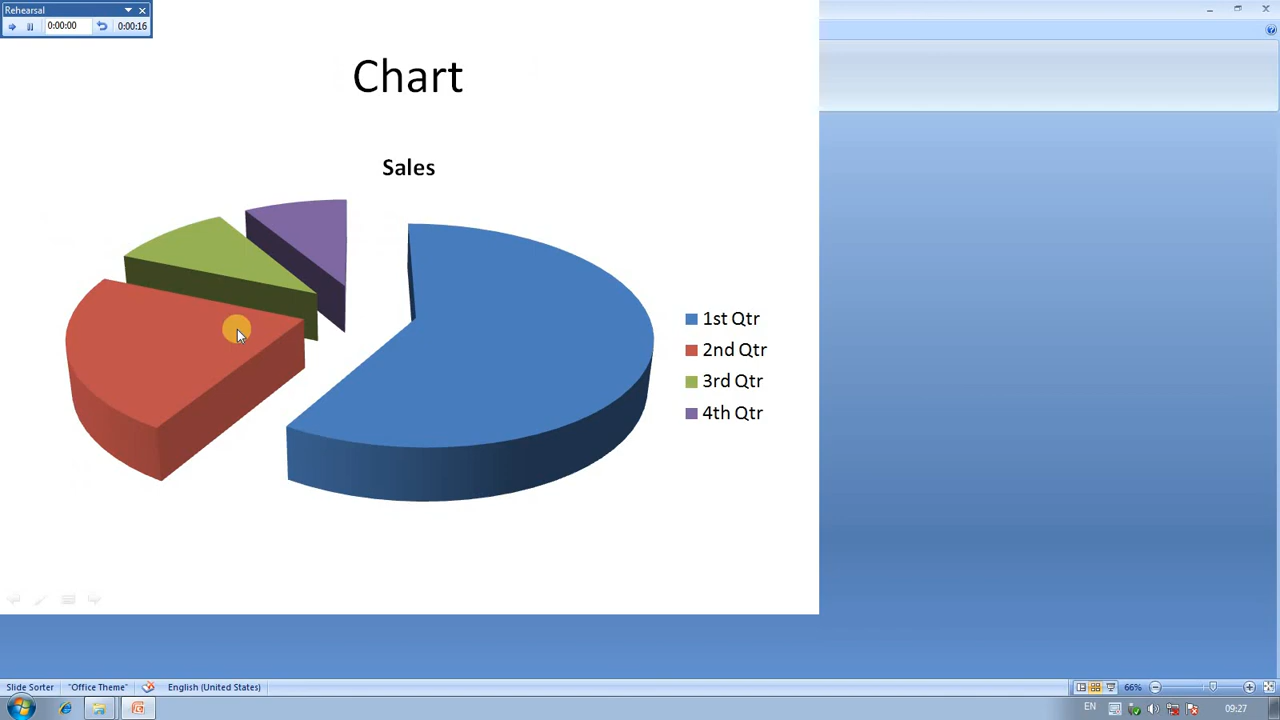 Rehearsal
0:00:00 0:00:16
Chart
Sales
1st Qtr
2nd Qtr
3rd Qtr
4th Qtr
Slide Sorter "Office Theme" English (United States) 66%
EN 09:27